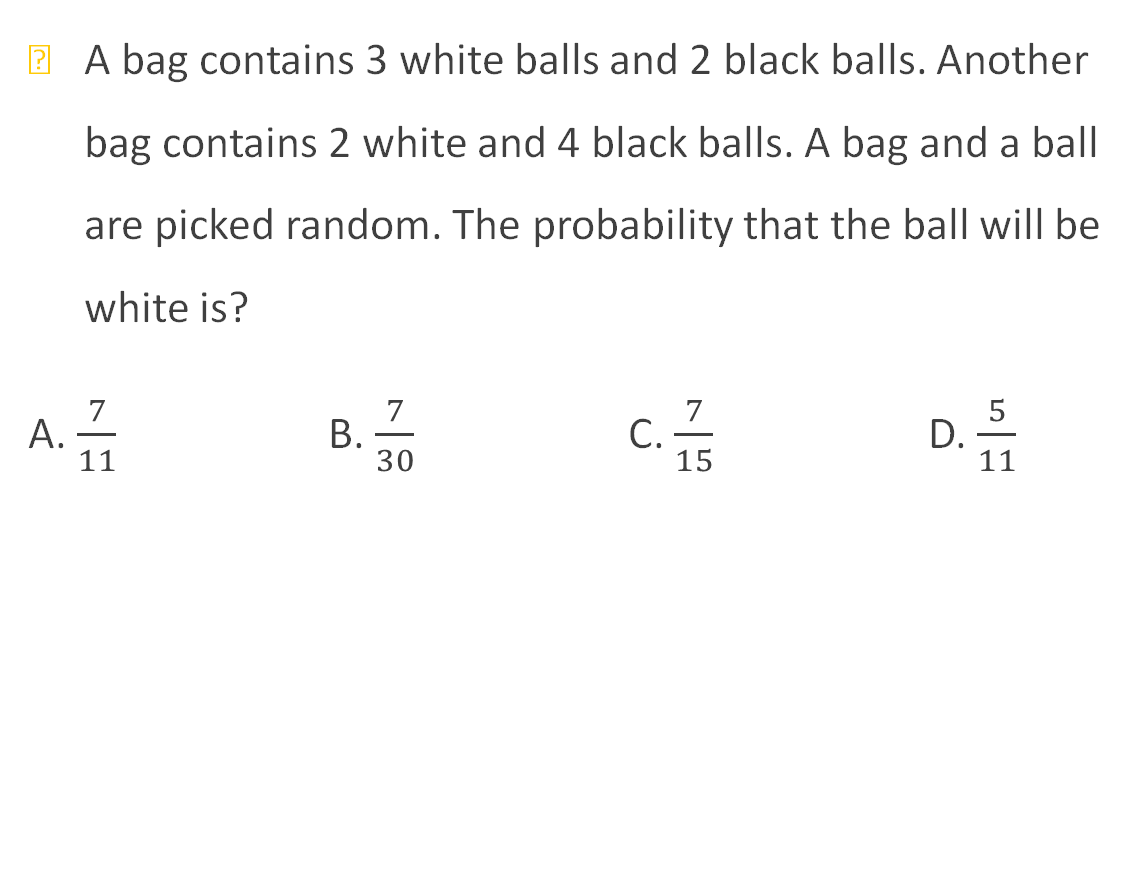 A bag contains 3 white balls and 2 black balls. Another
bag contains 2 white and 4 black balls. A bag and a ball
are picked random. The probability that the ball will be
white is?
A. 7/11 B. 7/30 C. 7/15 D. 5/11